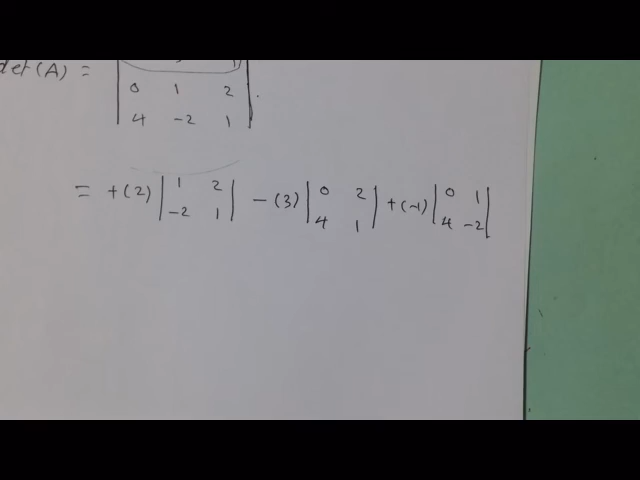 det(A) =
0 1 2
4 -2 1
= +(2) | 1 2 | - (3) | 0 2 | + (-1) | 0 1 |
| -2 1 | | 4 1 | | 4 -2 |